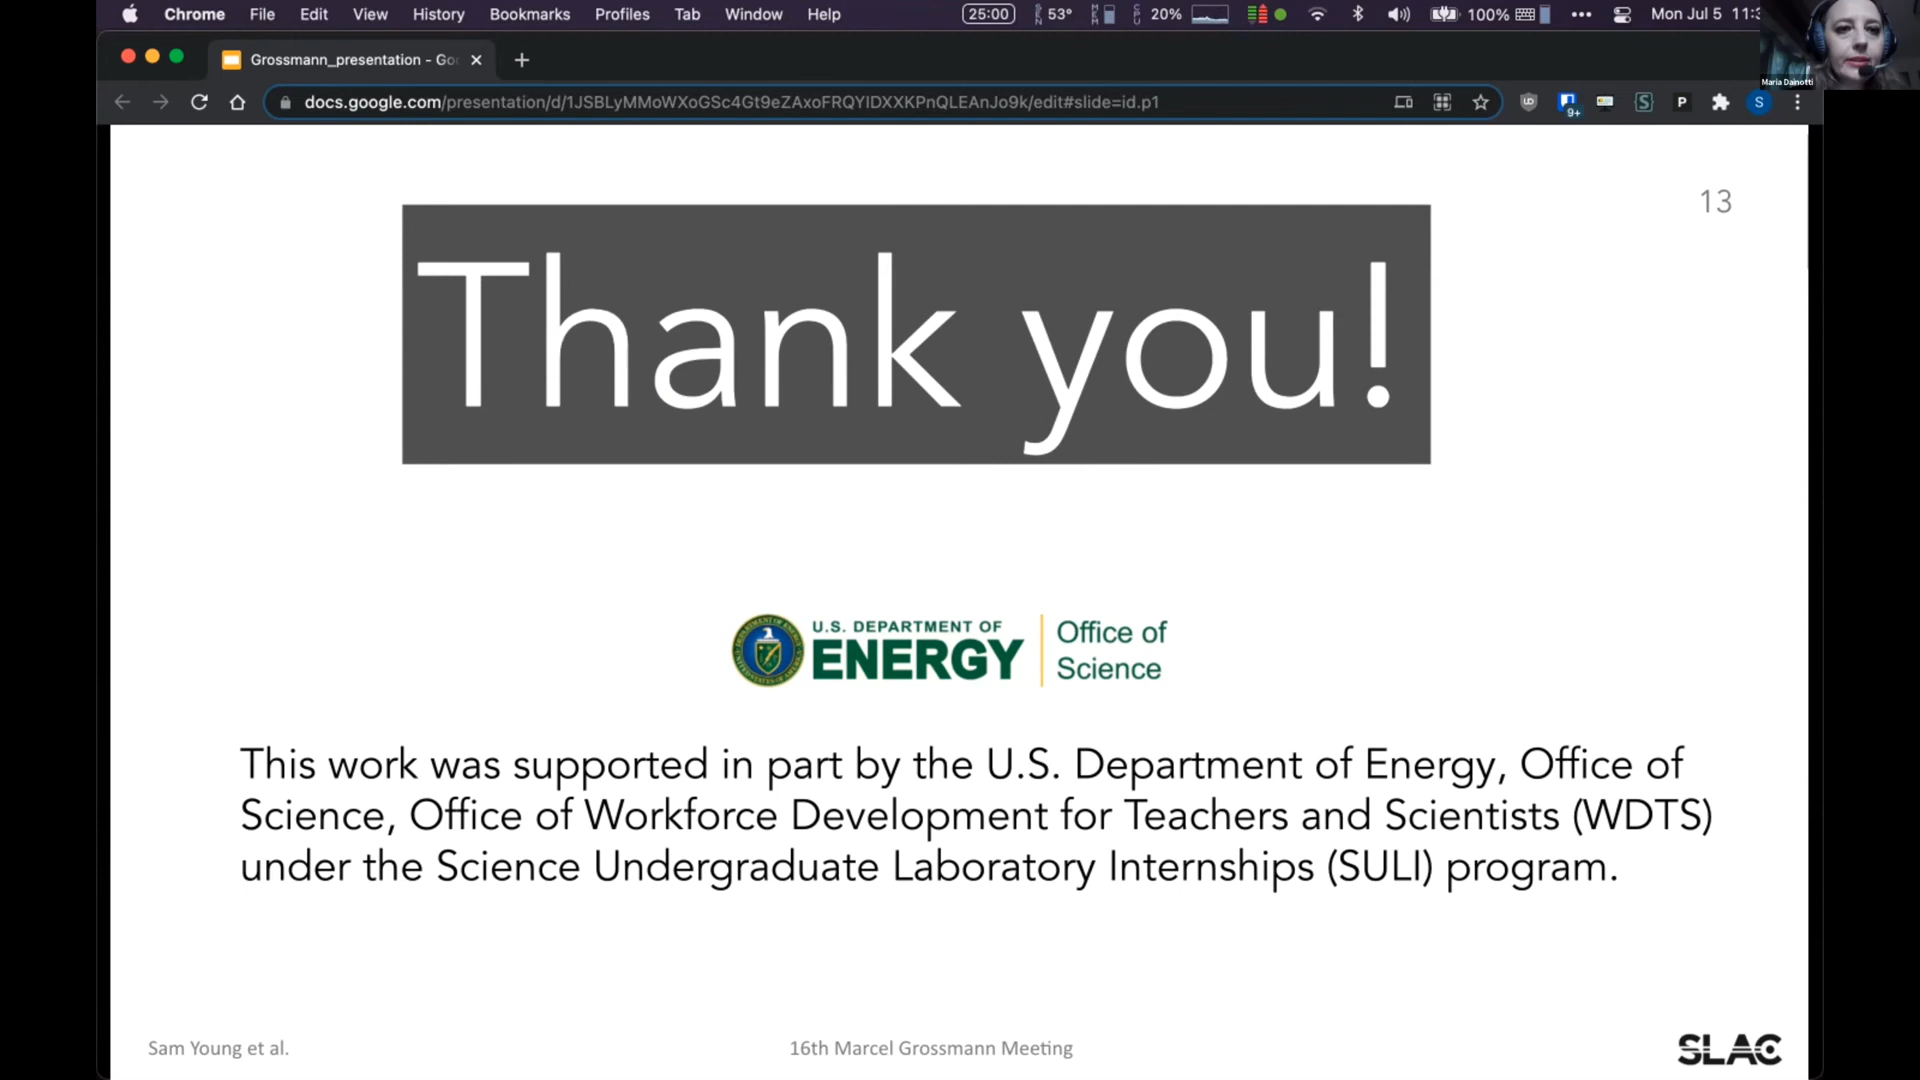 Chrome File Edit View History Bookmarks Profiles Tab Window Help 25:00 53° 20% 100% Mon Jul 5
Maria Dainotti
Grossmann_presentation - Goo
docs.google.com/presentation/d/1JSBLyMMoWXoGSc4Gt9eZAxoFRQYIDXXKPnQLEAnJo9k/edit#slide=id.p1
9+
P
S
13
Thank you!
U.S. DEPARTMENT OF
ENERGY
Office of
Science
This work was supported in part by the U.S. Department of Energy, Office of
Science, Office of Workforce Development for Teachers and Scientists (WDTS)
under the Science Undergraduate Laboratory Internships (SULI) program.
Sam Young et al.
16th Marcel Grossmann Meeting
SLAC